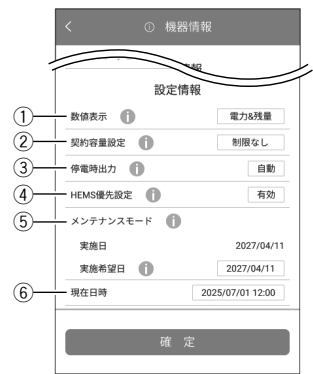 機器情報
設定情報
① 数値表示 電力&残量
② 契約容量設定 制限なし
③ 停電時出力 自動
④ HEMS優先設定 有効
⑤ メンテナンスモード
実施日 2027/04/11
実施希望日 2027/04/11
⑥ 現在日時 2025/07/01 12:00
確 定